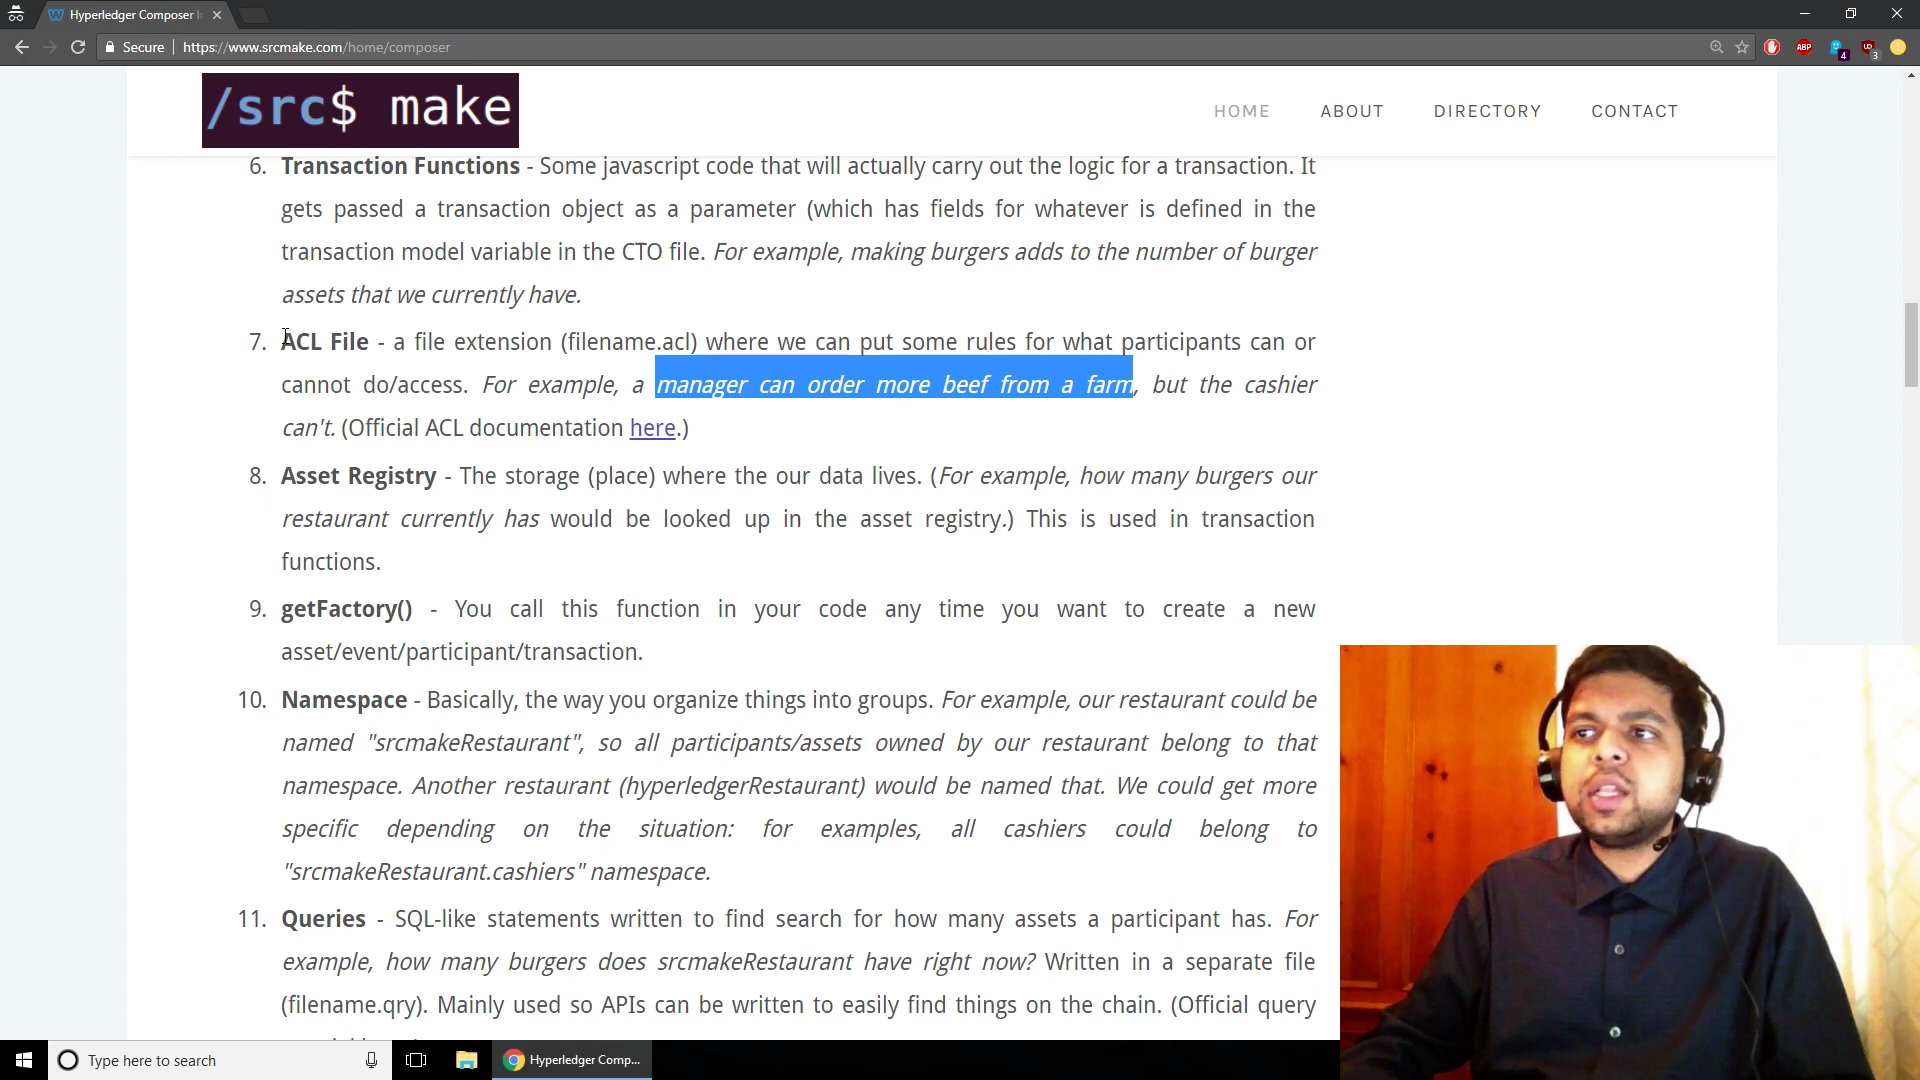 Hyperledger Composer I
Secure
https://www.srcmake.com/home/composer
ABP
4
3
/src$ make
HOME
ABOUT
DIRECTORY
CONTACT
6. Transaction Functions - Some javascript code that will actually carry out the logic for a transaction. It
gets passed a transaction object as a parameter (which has fields for whatever is defined in the
transaction model variable in the CTO file. For example, making burgers adds to the number of burger
assets that we currently have.
7. ACL File - a file extension (filename.acl) where we can put some rules for what participants can or
cannot do/access. For example, a manager can order more beef from a farm, but the cashier
can't. (Official ACL documentation here.)
8. Asset Registry - The storage (place) where the our data lives. (For example, how many burgers our
restaurant currently has would be looked up in the asset registry.) This is used in transaction
functions.
9. getFactory() - You call this function in your code any time you want to create a new
asset/event/participant/transaction.
10. Namespace - Basically, the way you organize things into groups. For example, our restaurant could be
named "srcmakeRestaurant", so all participants/assets owned by our restaurant belong to that
namespace. Another restaurant (hyperledgerRestaurant) would be named that. We could get more
specific depending on the situation: for examples, all cashiers could belong to
"srcmakeRestaurant.cashiers" namespace.
11. Queries - SQL-like statements written to find search for how many assets a participant has. For
example, how many burgers does srcmakeRestaurant have right now? Written in a separate file
(filename.qry). Mainly used so APIs can be written to easily find things on the chain. (Official query
Type here to search
Hyperledger Comp...